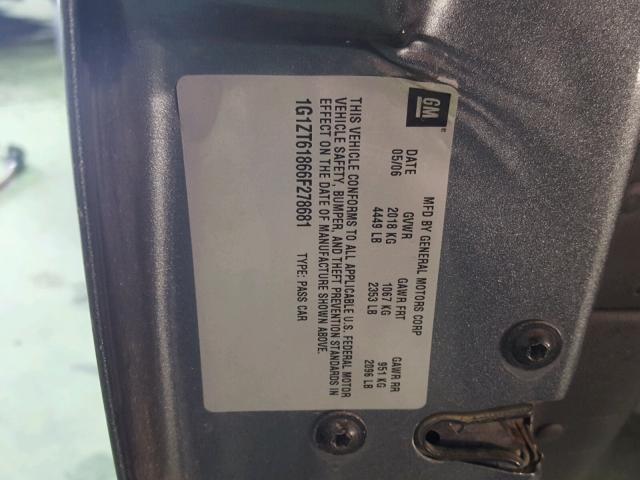 GM
MFD BY GENERAL MOTORS CORP
DATE GVWR GAWR FRT GAWR RR
05/06 2018 KG 1067 KG 951 KG
4449 LB 2353 LB 2096 LB
THIS VEHICLE CONFORMS TO ALL APPLICABLE U.S. FEDERAL MOTOR
VEHICLE SAFETY, BUMPER, AND THEFT PREVENTION STANDARDS IN
EFFECT ON THE DATE OF MANUFACTURE SHOWN ABOVE.
1G1ZT61866F278681 TYPE: PASS CAR